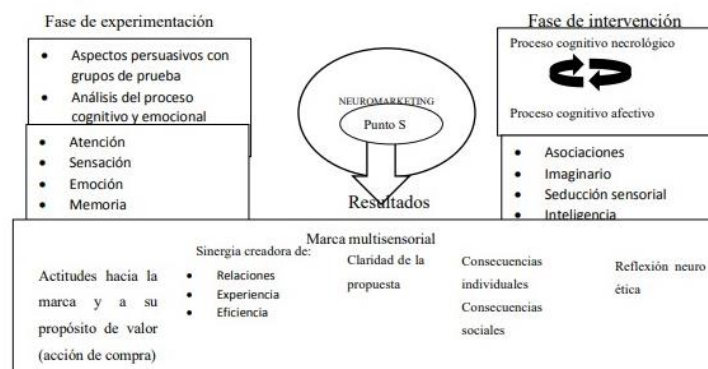 Fase de experimentación
Aspectos persuasivos con
grupos de prueba
Análisis del proceso
cognitivo y emocional
Atención
Sensación
Emoción
Memoria
NEUROMARKETING
Punto S
Resultados
Fase de intervención
Proceso cognitivo necrológico
Proceso cognitivo afectivo
Asociaciones
Imaginario
Seducción sensorial
Inteligencia
Marca multisensorial
Actitudes hacia la
marca y a su
propósito de valor
(acción de compra)
Sinergia creadora de:
Relaciones
Experiencia
Eficiencia
Claridad de la
propuesta
Consecuencias
individuales
Consecuencias
sociales
Reflexión neuro
ética